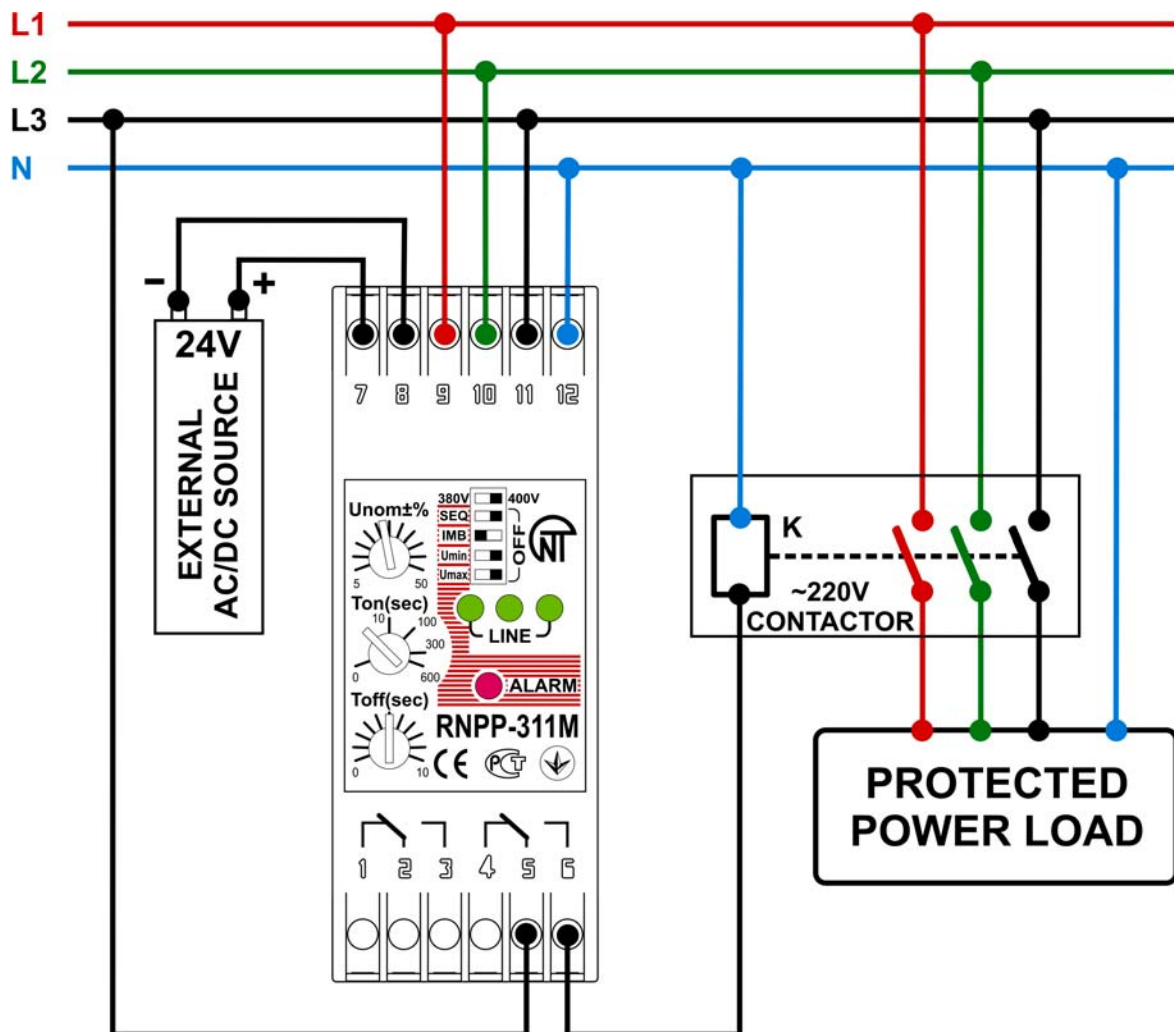 L1
L2
L3
N
−
+
24V
EXTERNAL
AC/DC SOURCE
7 8 9 10 11 12
Unom±%
5 50
380V 400V
SEQ
IMB
Umin
Umax
OFF
NT
Ton(sec)
0 10 100 300 600
LINE
ALARM
Toff(sec)
0 10
RNPP-311M
CE PCT
1 2 3 4 5 6
K
~220V
CONTACTOR
PROTECTED
POWER LOAD